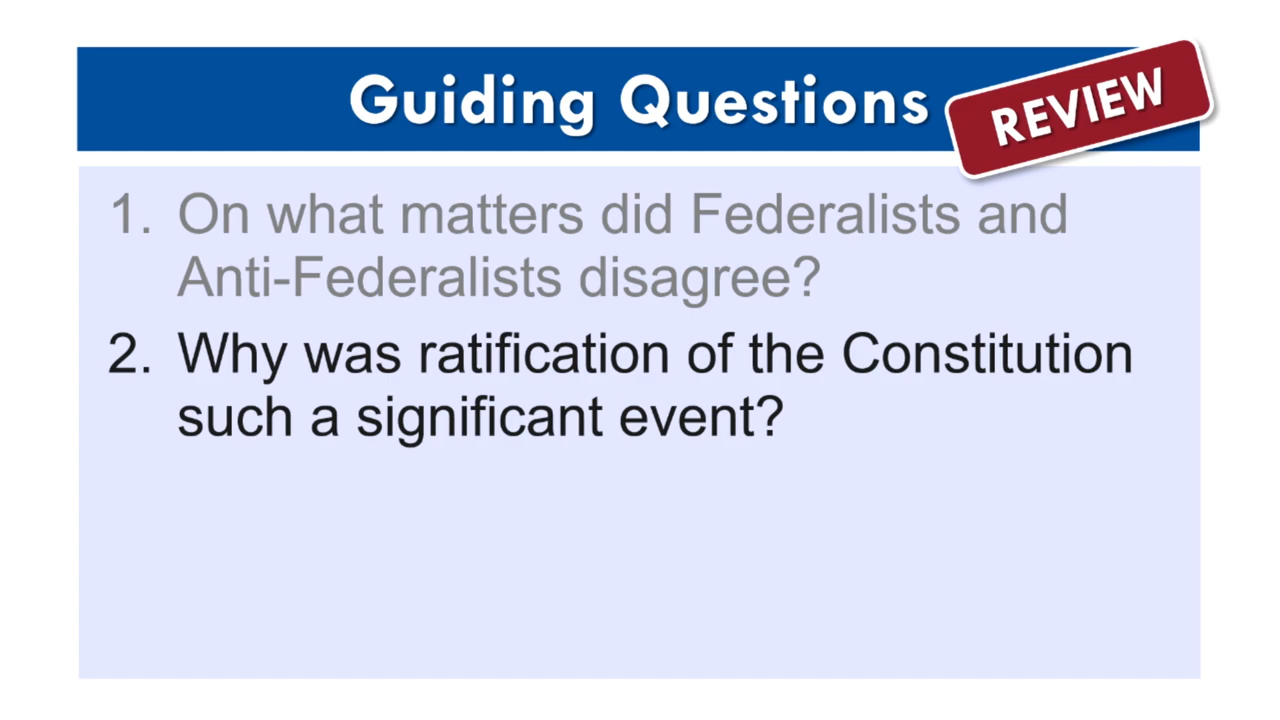 Guiding Questions
REVIEW
1. On what matters did Federalists and
Anti-Federalists disagree?
2. Why was ratification of the Constitution
such a significant event?